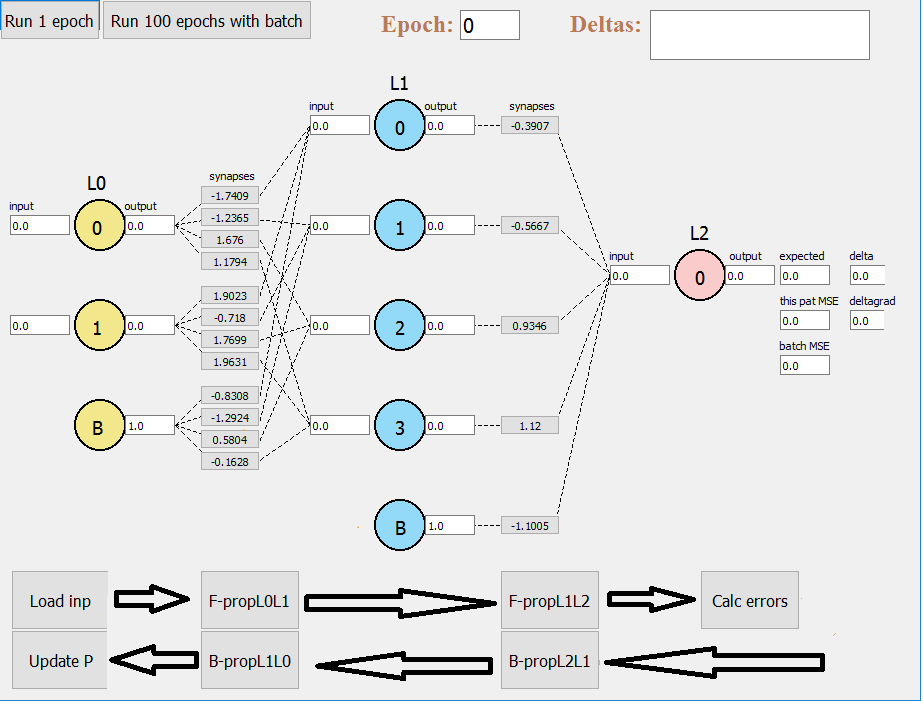 Run 1 epoch Run 100 epochs with batch Epoch: 0 Deltas:
L1
input output synapses
0.0 0 0.0 -0.3907
L0 synapses
input output -1.7409
0.0 0 0.0 -1.2365 0.0 1 0.0 -0.5667
1.676
1.1794
L2
input output expected delta
0.0 0 0.0 0.0 0.0
1.9023 this pat MSE deltagrad
-0.718 0.0 0.0
0.0 1 0.0 1.7699 0.0 2 0.0 0.9346
batch MSE
1.9631 0.0
-0.8308
-1.2924
B 1.0 0.5804 0.0 3 0.0 1.12
-0.1628
B 1.0 -1.1005
Load inp F-propL0L1 F-propL1L2 Calc errors
Update P B-propL1L0 B-propL2L1